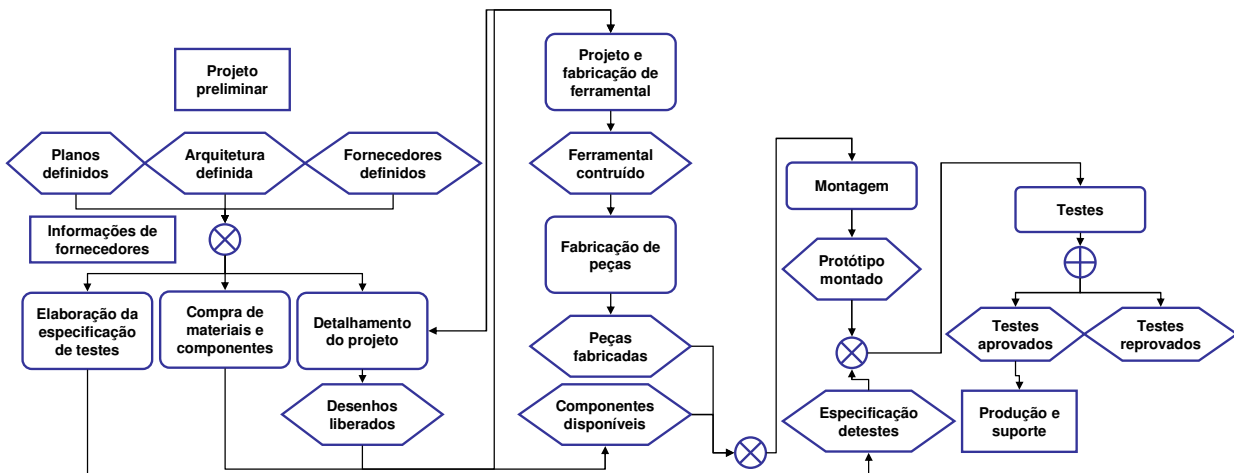 Projeto
preliminar
Planos
definidos
Arquitetura
definida
Fornecedores
definidos
Informações de
fornecedores
Elaboração da
especificação
de testes
Compra de
materiais e
componentes
Detalhamento
do projeto
Desenhos
liberados
Projeto e
fabricação de
ferramental
Ferramental
contruído
Fabricação de
peças
Peças
fabricadas
Componentes
disponíveis
Montagem
Protótipo
montado
Especificação
detestes
Testes
Testes
aprovados
Testes
reprovados
Produção e
suporte